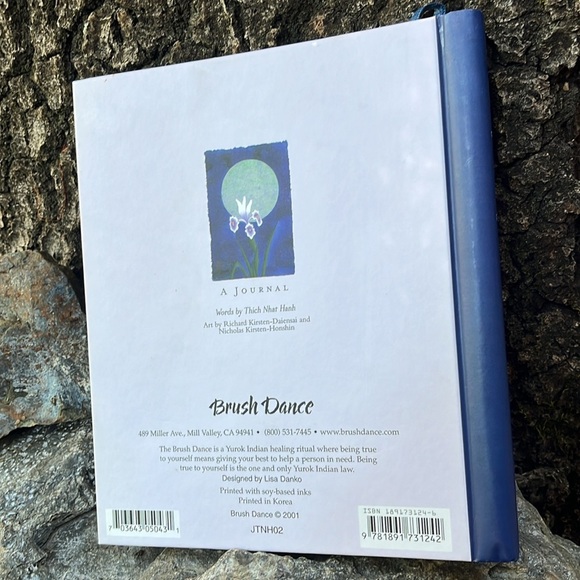 A JOURNAL
Words by Thich Nhat Hanh
Art by Richard Kirsten-Daiensai and
Nicholas Kirsten-Honshin
Brush Dance
489 Miller Ave., Mill Valley, CA 94941 • (800) 531-7445 • www.brushdance.com
The Brush Dance is a Yurok Indian healing ritual where being true
to yourself means giving your best to help a person in need. Being
true to yourself is the one and only Yurok Indian law.
Designed by Lisa Danko
Printed with soy-based inks
Printed in Korea
Brush Dance © 2001
JTNH02
7 03643 05043 1
ISBN 189173124-6
9 781891 731242